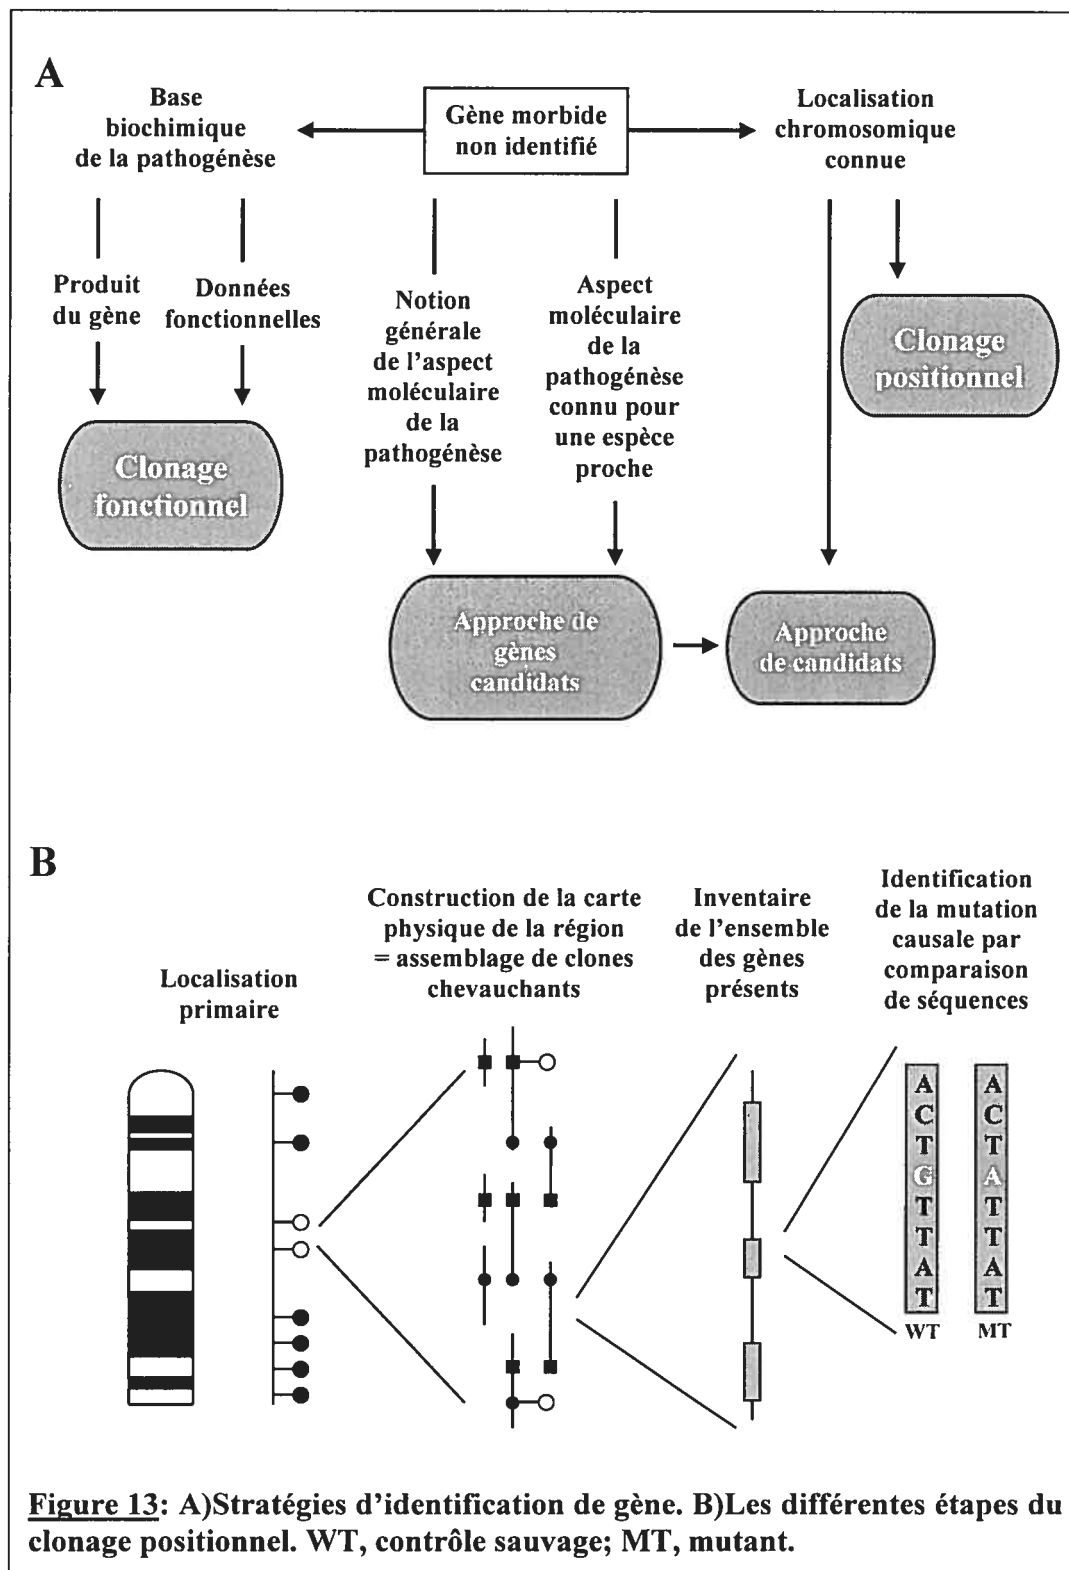 A
Base
biochimique
de la pathogénèse
Gène morbide
non identifié
Localisation
chromosomique
connue
Produit
du gène
Données
fonctionnelles
Notion
générale
de l'aspect
moléculaire
de la
pathogénèse
Aspect
moléculaire
de la
pathogénèse
connu pour
une espèce
proche
Clonage
positionnel
Clonage
fonctionnel
Approche de
gènes
candidats
Approche
de candidats
B
Localisation
primaire
Construction de la carte
physique de la région
= assemblage de clones
chevauchants
Inventaire
de l'ensemble
des gènes
présents
Identification
de la mutation
causale par
comparaison
de séquences
A
C
T
G
T
T
A
T
WT
A
C
T
A
T
T
A
T
MT
Figure 13: A)Stratégies d'identification de gène. B)Les différentes étapes du
clonage positionnel. WT, contrôle sauvage; MT, mutant.